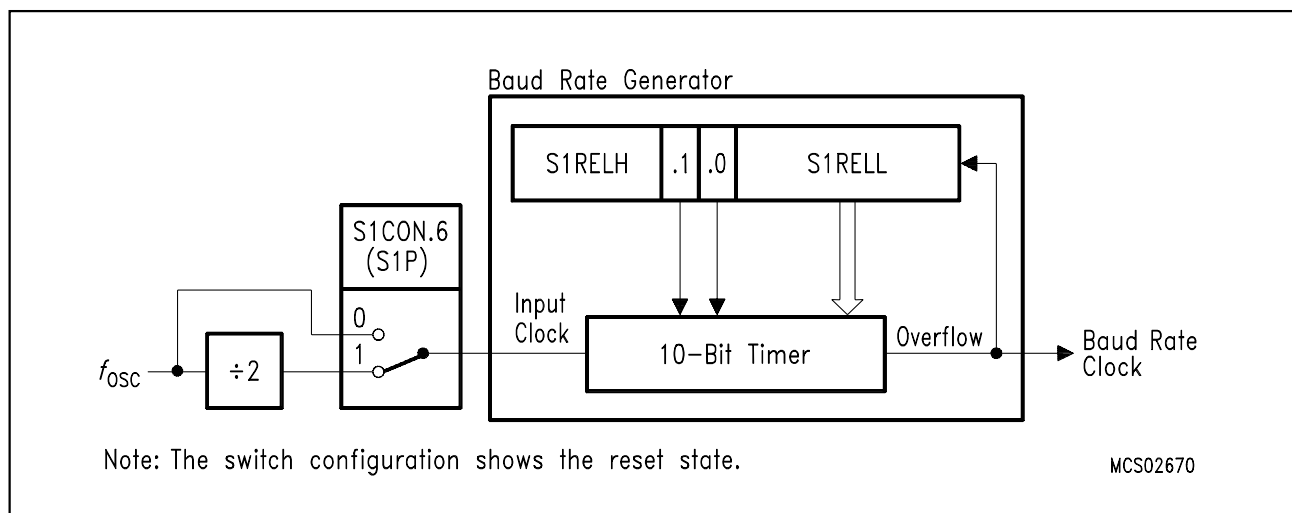 Baud Rate Generator
S1RELH .1 .0 S1RELL
S1CON.6
(S1P)
0
1
Input
Clock
10-Bit Timer
Overflow
Baud Rate
Clock
fOSC
÷2
Note: The switch configuration shows the reset state.
MCS02670